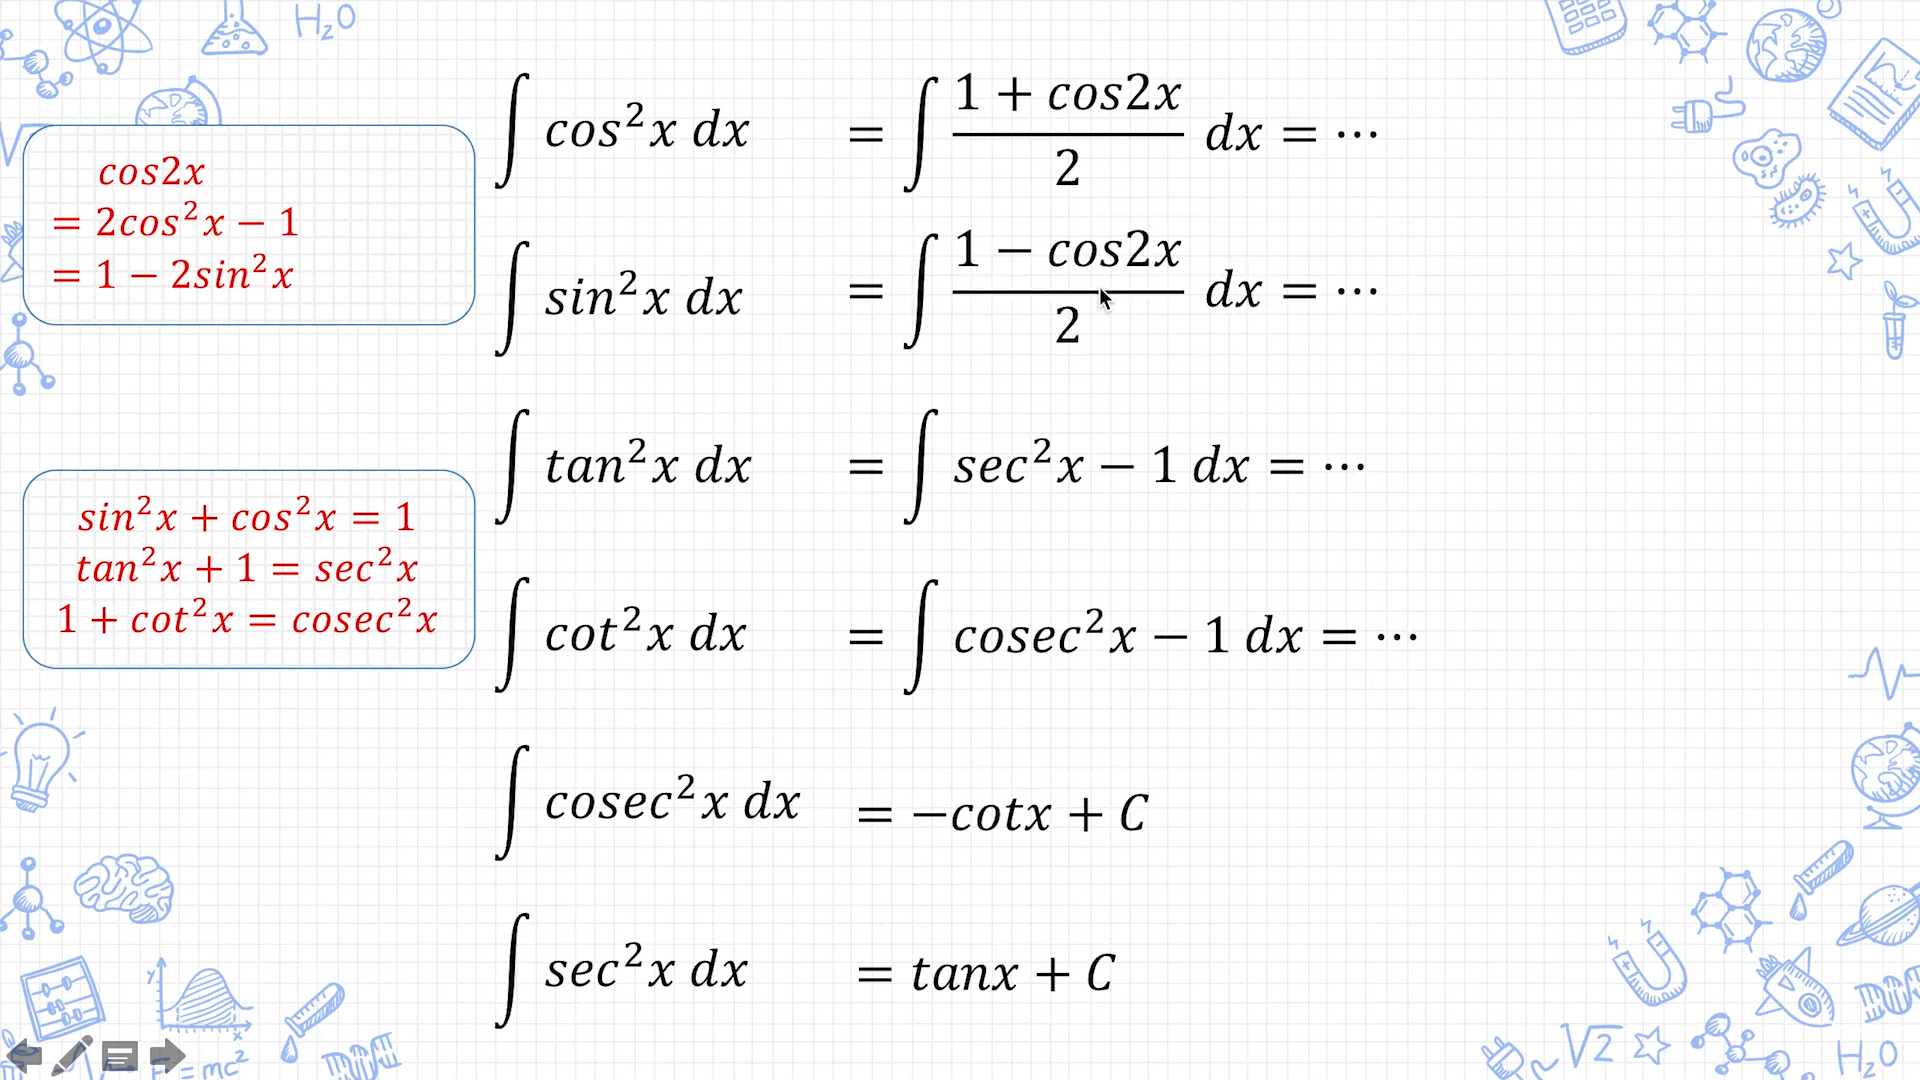 H₂O
cos2x
= 2cos²x − 1
= 1 − 2sin²x
sin²x + cos²x = 1
tan²x + 1 = sec²x
1 + cot²x = cosec²x
∫ cos²x dx = ∫ (1 + cos2x)/2 dx = ⋯
∫ sin²x dx = ∫ (1 − cos2x)/2 dx = ⋯
∫ tan²x dx = ∫ sec²x − 1 dx = ⋯
∫ cot²x dx = ∫ cosec²x − 1 dx = ⋯
∫ cosec²x dx = −cotx + C
∫ sec²x dx = tanx + C
y
x
= mc²
√2
H₂O